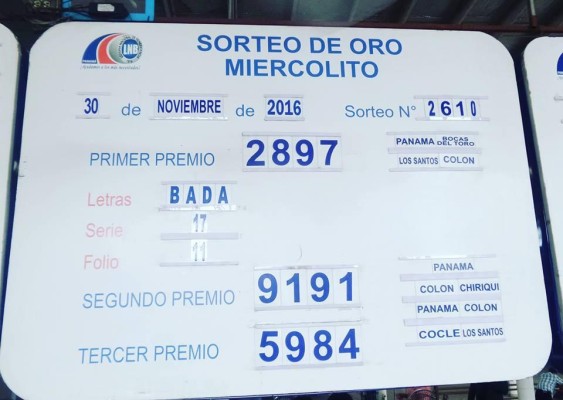 LNB
SORTEO DE ORO
MIERCOLITO
30 de NOVIEMBRE de 2016 Sorteo N° 2610
PRIMER PREMIO 2897 PANAMA BOCAS DEL TORO
LOS SANTOS COLON
Letras BADA
Serie 17
Folio 11
SEGUNDO PREMIO 9191 PANAMA
COLON CHIRIQUI
TERCER PREMIO 5984 PANAMA COLON
COCLE LOS SANTOS